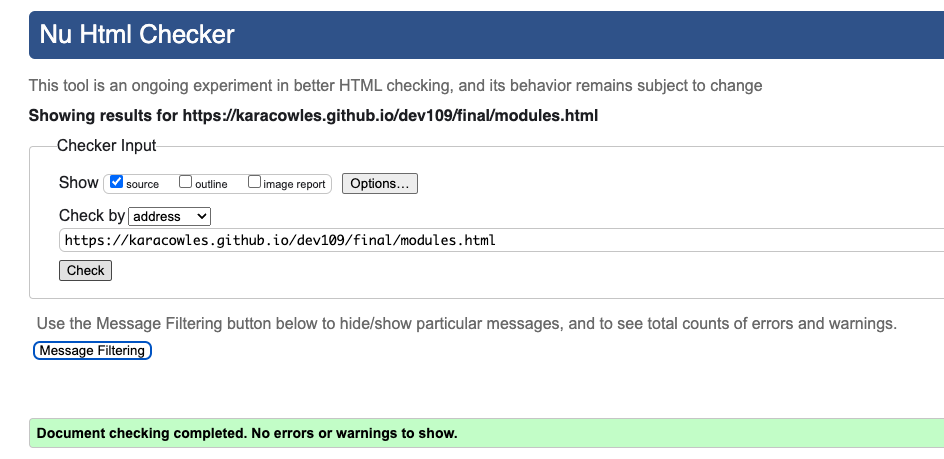 Nu Html Checker
This tool is an ongoing experiment in better HTML checking, and its behavior remains subject to change
Showing results for https://karacowles.github.io/dev109/final/modules.html
Checker Input
Show source outline image report Options...
Check by address
https://karacowles.github.io/dev109/final/modules.html
Check
Use the Message Filtering button below to hide/show particular messages, and to see total counts of errors and warnings.
Message Filtering
Document checking completed. No errors or warnings to show.